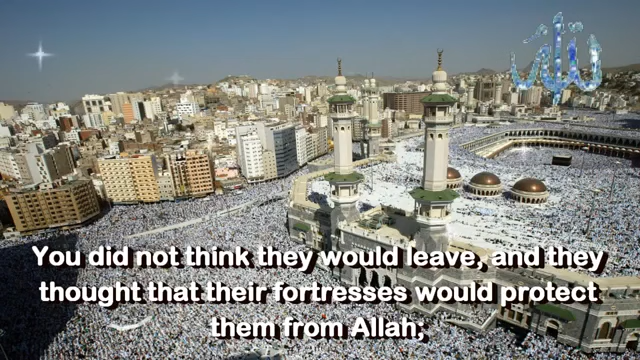 الله
You did not think they would leave, and they
thought that their fortresses would protect
them from Allah;